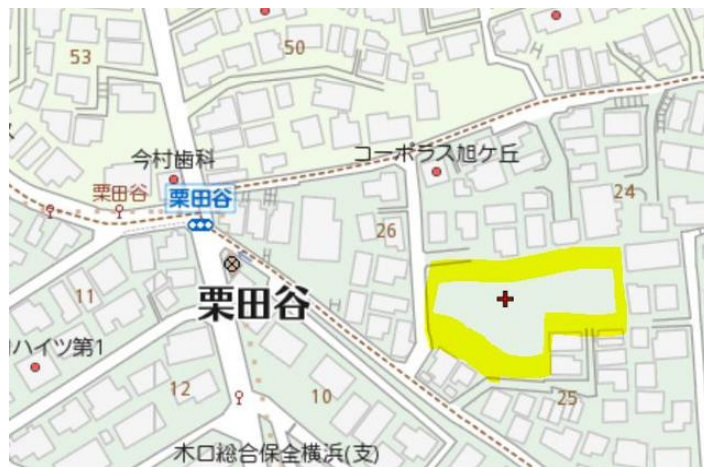 53
50
今村歯科
コーポラス旭ケ丘
栗田谷
栗田谷
24
26
栗田谷
11
ハイツ第1
12
10
25
木口総合保全横浜(支)